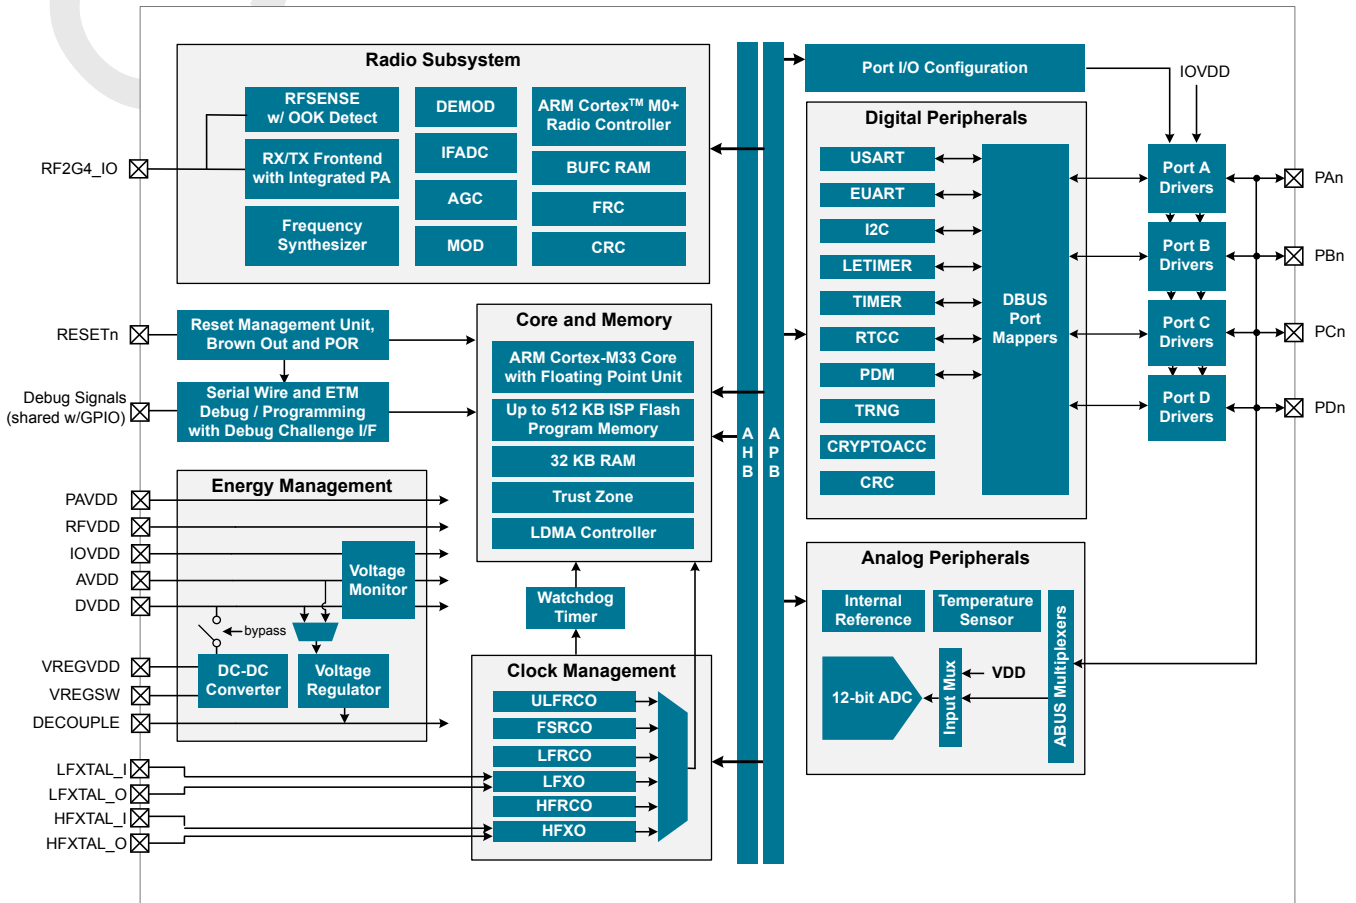 Radio Subsystem
RFSENSE
w/ OOK Detect
RX/TX Frontend
with Integrated PA
Frequency
Synthesizer
DEMOD
IFADC
AGC
MOD
ARM Cortex™ M0+
Radio Controller
BUFC RAM
FRC
CRC
RF2G4_IO
RESETn
Reset Management Unit,
Brown Out and POR
Debug Signals
(shared w/GPIO)
Serial Wire and ETM
Debug / Programming
with Debug Challenge I/F
Core and Memory
ARM Cortex-M33 Core
with Floating Point Unit
Up to 512 KB ISP Flash
Program Memory
32 KB RAM
Trust Zone
LDMA Controller
Energy Management
PAVDD
RFVDD
IOVDD
AVDD
DVDD
VREGVDD
VREGSW
DECOUPLE
Voltage
Monitor
bypass
DC-DC
Converter
Voltage
Regulator
Watchdog
Timer
Clock Management
ULFRCO
FSRCO
LFRCO
LFXO
HFRCO
HFXO
LFXTAL_I
LFXTAL_O
HFXTAL_I
HFXTAL_O
A
H
B
A
P
B
Port I/O Configuration
IOVDD
Digital Peripherals
USART
EUART
I2C
LETIMER
TIMER
RTCC
PDM
TRNG
CRYPTOACC
CRC
DBUS
Port
Mappers
Port A
Drivers
Port B
Drivers
Port C
Drivers
Port D
Drivers
PAn
PBn
PCn
PDn
Analog Peripherals
Internal
Reference
Temperature
Sensor
12-bit ADC
Input Mux
VDD
ABUS Multiplexers